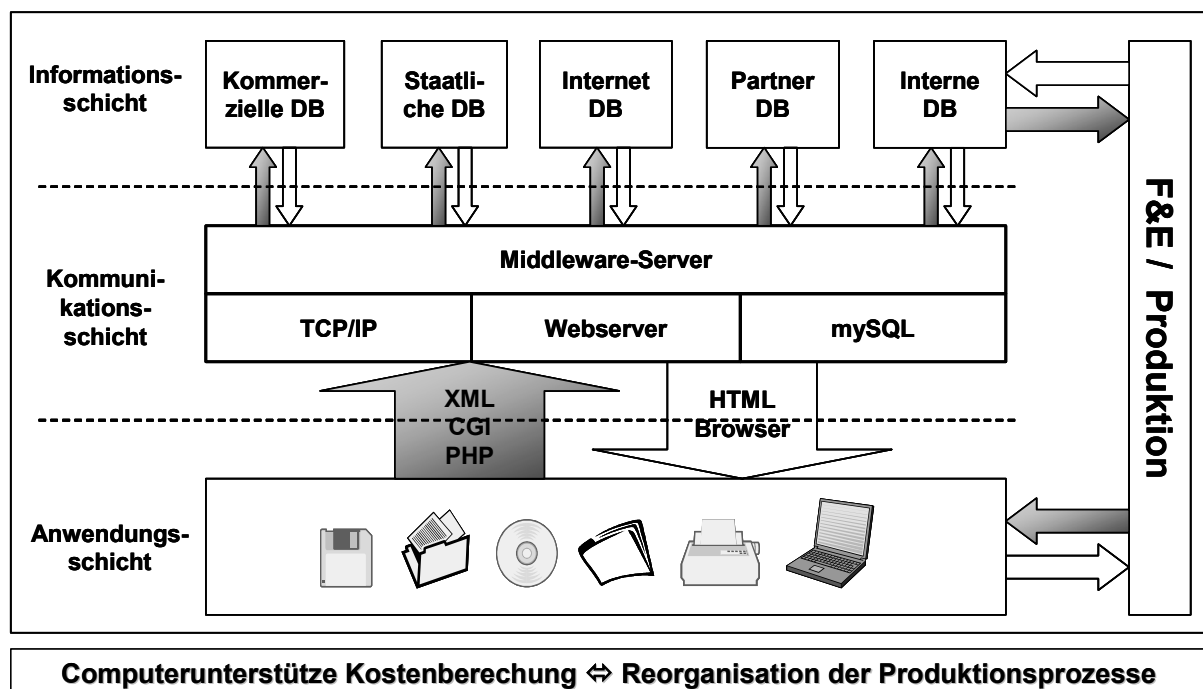 Informations-
schicht
Kommer-
zielle DB
Staatli-
che DB
Internet
DB
Partner
DB
Interne
DB
F&E / Produktion
Kommuni-
kations-
schicht
Middleware-Server
TCP/IP
Webserver
mySQL
XML
CGI
PHP
HTML
Browser
Anwendungs-
schicht
Computerunterstütze Kostenberechung ⇔ Reorganisation der Produktionsprozesse